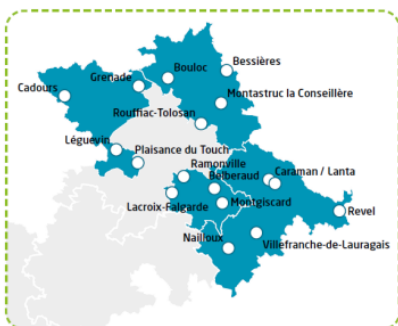 Bessières
Bouloc
Grenade
Cadours
Montastruc la Conseillère
Rouffiac-Tolosan
Léguevin
Plaisance du Touch
Ramonville
Belberaud
Caraman / Lanta
Lacroix-Falgarde
Montgiscard
Revel
Nailloux
Villefranche-de-Lauragais